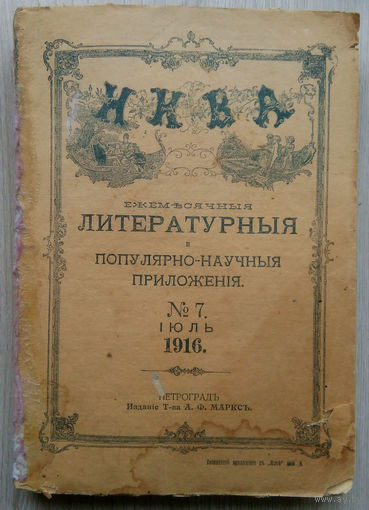 НИВА
ЕЖЕМѢСЯЧНЫЯ
ЛИТЕРАТУРНЫЯ
и
ПОПУЛЯРНО-НАУЧНЫЯ
ПРИЛОЖЕНІЯ.
№ 7.
ІЮЛЬ
1916.
ПЕТРОГРАДЪ
Изданіе Т-ва А. Ф. МАРКСЪ.